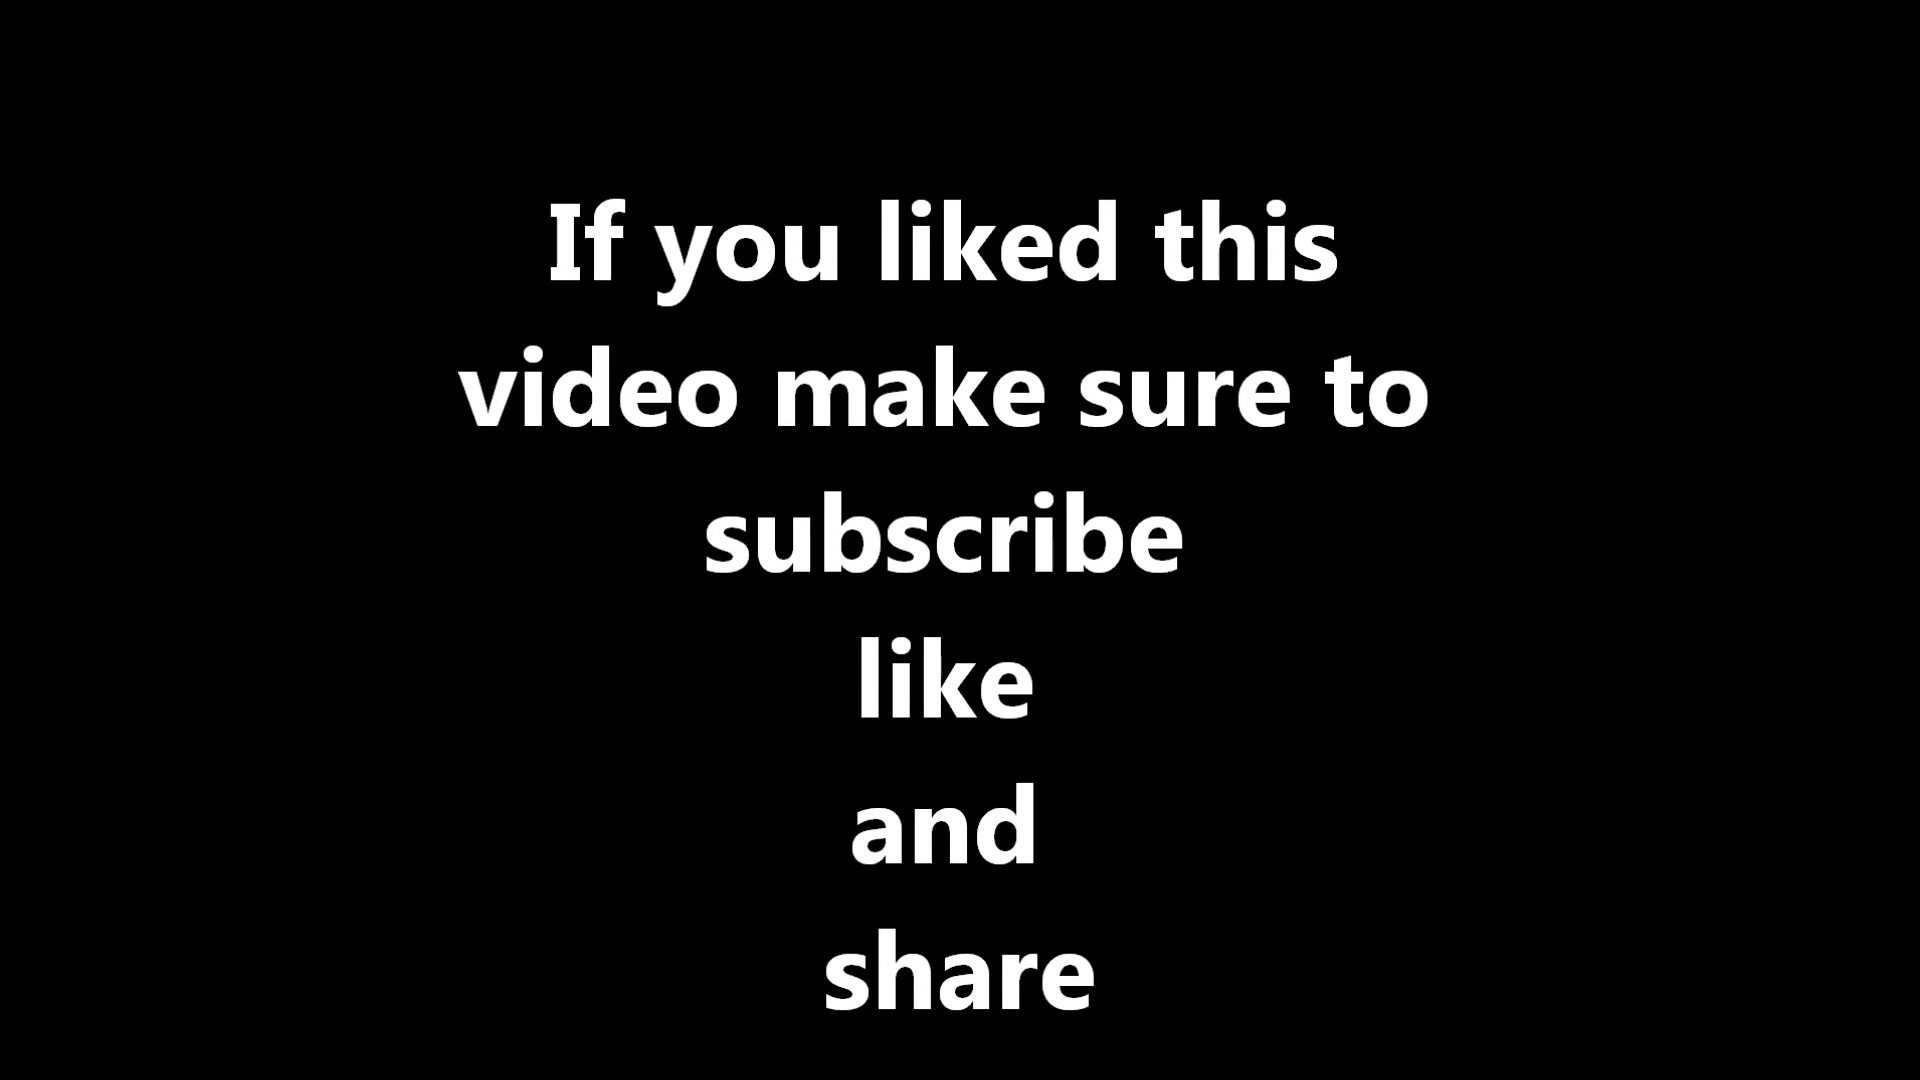 If you liked this
video make sure to
subscribe
like
and
share